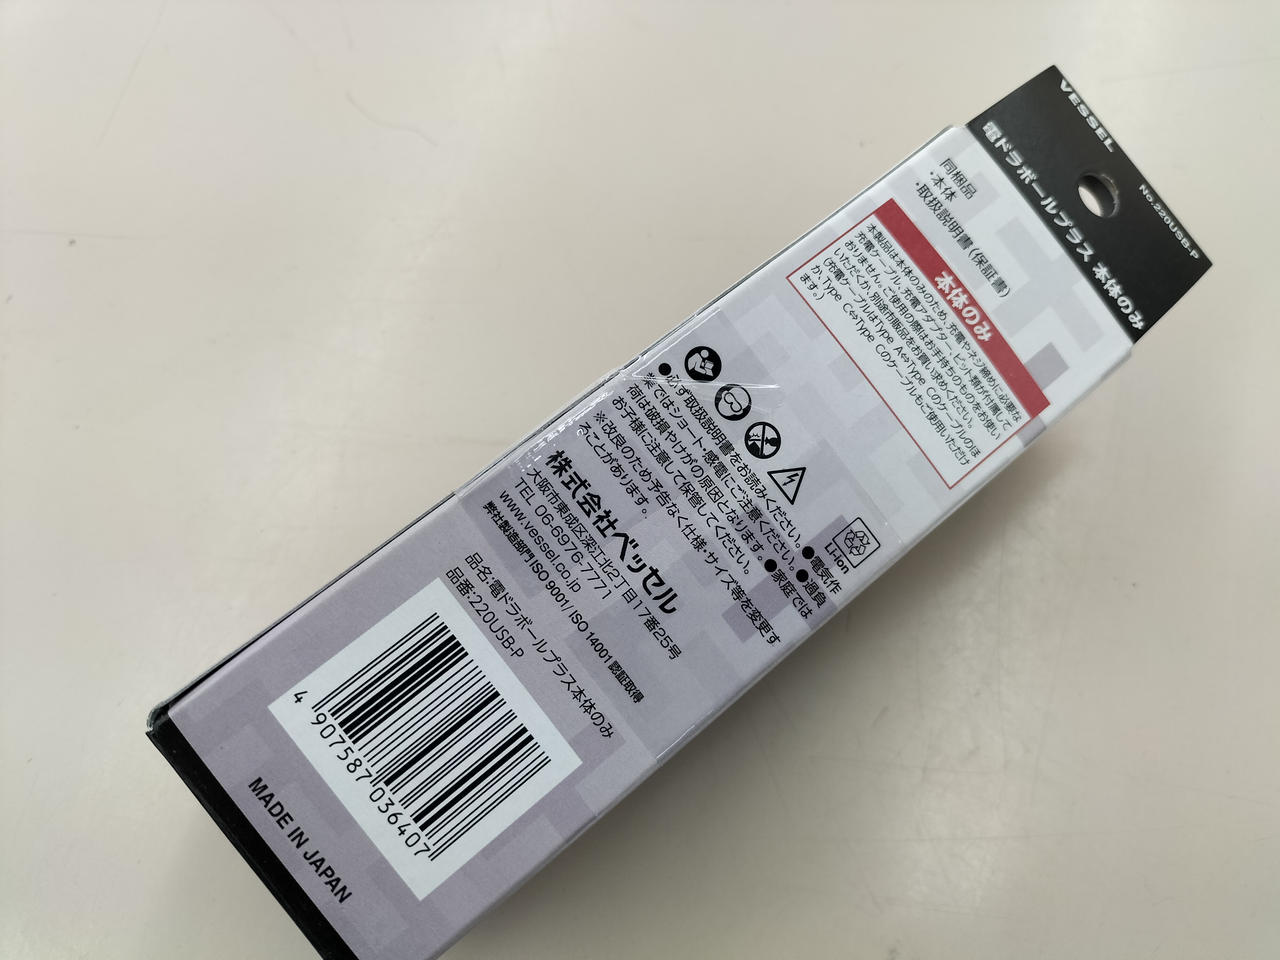 VESSEL
No.220USB-P
電ドラボールプラス 本体のみ
同梱品
・本体
・取扱説明書(保証書)
本体のみ
本製品は本体のみのため、充電やネジ締めに必要な
充電ケーブル、充電アダプター、ビット類が付属して
おりません。ご使用の際はお手持ちのものをお使い
いただくか、別途市販品をお買い求めください。
(充電ケーブルはType A⇔Type Cのケーブルのほ
か、Type C⇔Type Cのケーブルもご使用いただけ
ます。)
Li-ion
●必ず取扱説明書をお読みください。●電気作
業ではショート・感電にご注意ください。●過負
荷は破損やけがの原因となります。●家庭では
お子様に注意して保管してください。
※改良のため予告なく仕様・サイズ等を変更す
ることがあります。
株式会社ベッセル
大阪市東成区深江北2丁目17番25号
TEL 06-6976-7771
www.vessel.co.jp
弊社製造部門 ISO 9001/ ISO 14001 認証取得
品名:電ドラボールプラス本体のみ
品番:220USB-P
4 907587 036407
MADE IN JAPAN